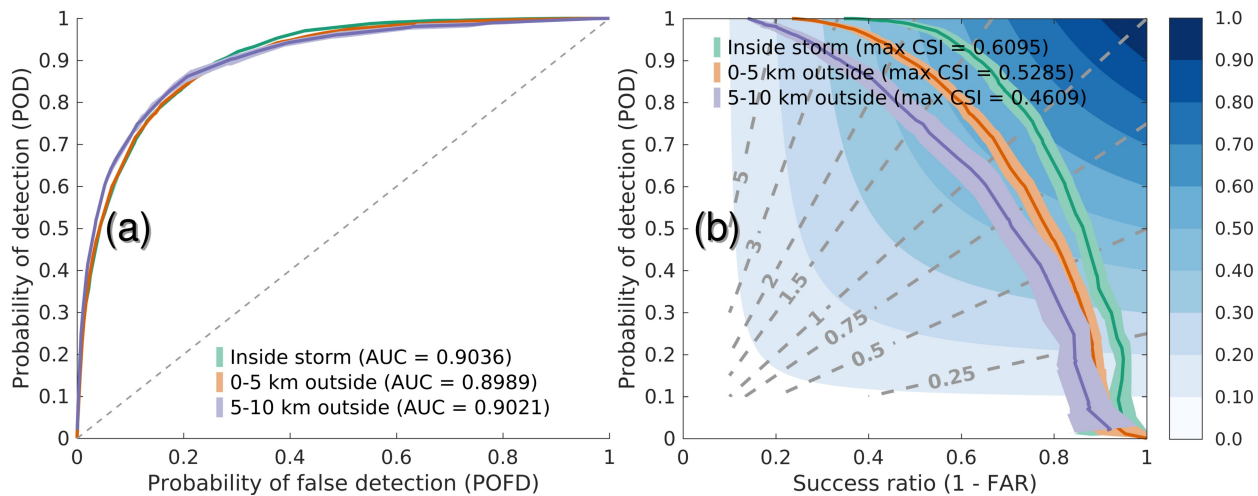 1
0.9
0.8
0.7
0.6
0.5
0.4
0.3
0.2
0.1
0
Probability of detection (POD)
(a)
Inside storm (AUC = 0.9036)
0-5 km outside (AUC = 0.8989)
5-10 km outside (AUC = 0.9021)
0 0.2 0.4 0.6 0.8 1
Probability of false detection (POFD)
1
0.9
0.8
0.7
0.6
0.5
0.4
0.3
0.2
0.1
0
Probability of detection (POD)
Inside storm (max CSI = 0.6095)
0-5 km outside (max CSI = 0.5285)
5-10 km outside (max CSI = 0.4609)
(b)
5
3
2
1.5
1
0.75
0.5
0.25
0 0.2 0.4 0.6 0.8 1
Success ratio (1 - FAR)
1.0
0.90
0.80
0.70
0.60
0.50
0.40
0.30
0.20
0.10
0.0